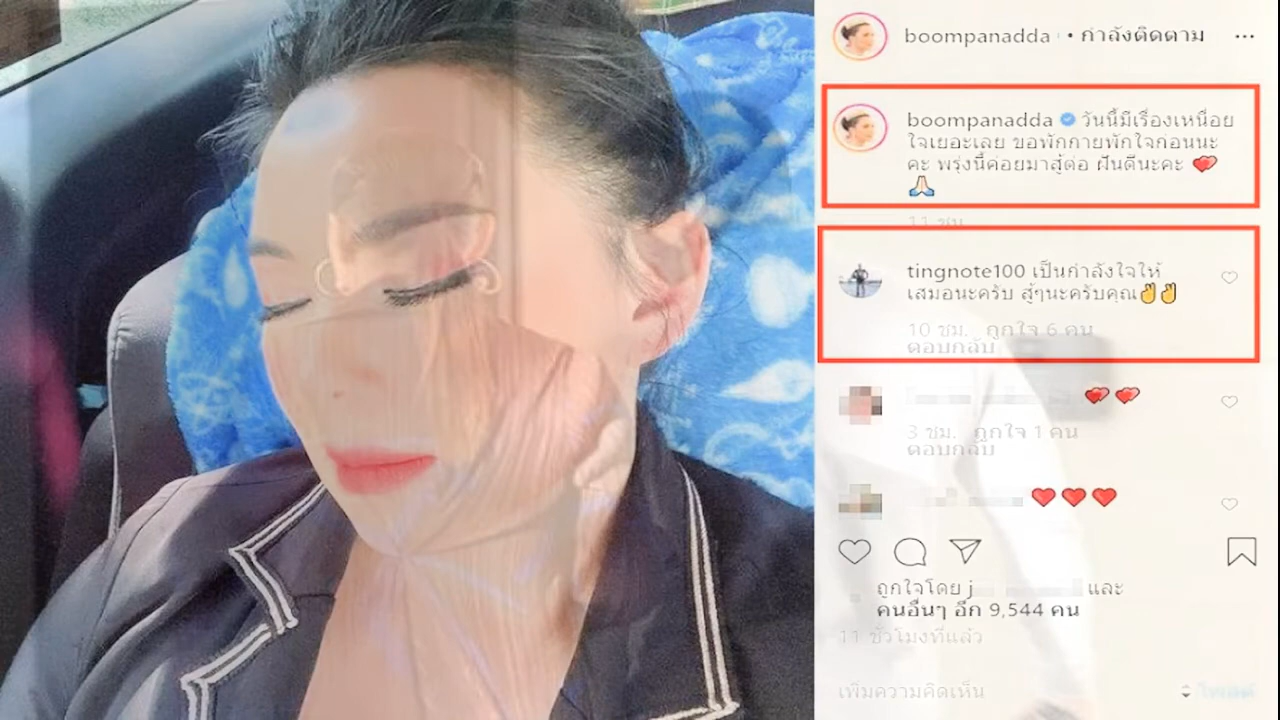 boompanadda • กำลังติดตาม
boompanadda วันนี้มีเรื่องเหนื่อย
ใจเยอะเลย ขอพักกายพักใจก่อนนะ
คะ พรุ่งนี้ค่อยมาสู้ต่อ ฝันดีนะคะ 💕
🙏🏻
11 ชม.
tingnote100 เป็นกำลังใจให้
เสมอนะครับ สู้ๆนะครับคุณ✌️✌️
10 ชม. ถูกใจ 6 คน
ตอบกลับ
💕 💕
3 ชม. ถูกใจ 1 คน
ตอบกลับ
❤️ ❤️ ❤️
ถูกใจโดย j และ
คนอื่นๆ อีก 9,544 คน
11 ชั่วโมงที่แล้ว
เพิ่มความคิดเห็น โพสต์